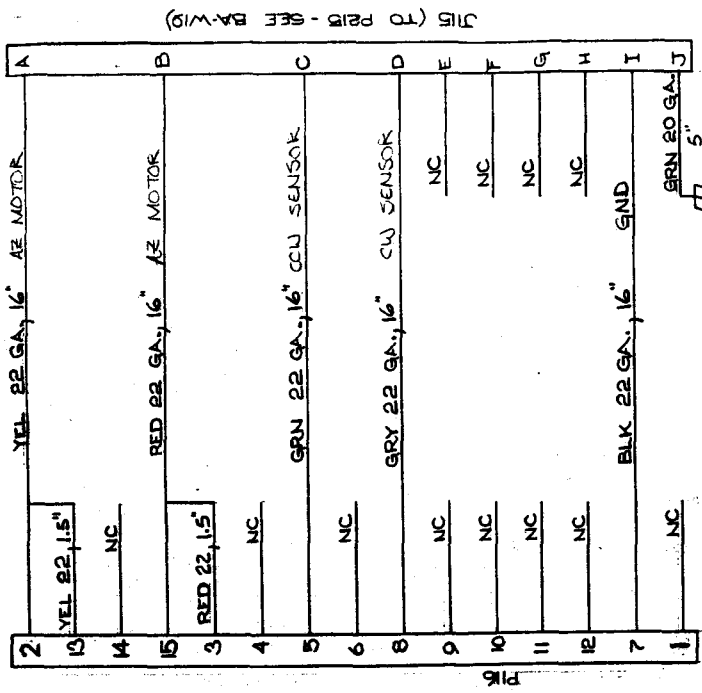 J115 (TO P215 - SEE BA-W12)
2 YEL 22 GA., 16" AZ MOTOR A
13 YEL 22, 1.5"
14 NC
15 RED 22 GA., 16" AZ MOTOR B
3 RED 22, 1.5"
4 NC
5 GRN 22 GA., 16" CCW SENSOR C
6 NC
8 GRY 22 GA., 16" CW SENSOR D
9 NC NC E
10 NC NC F
11 NC NC G
12 NC NC H
7 BLK 22 GA., 16" GND I
1 NC GRN 20 GA. J
5"
P116